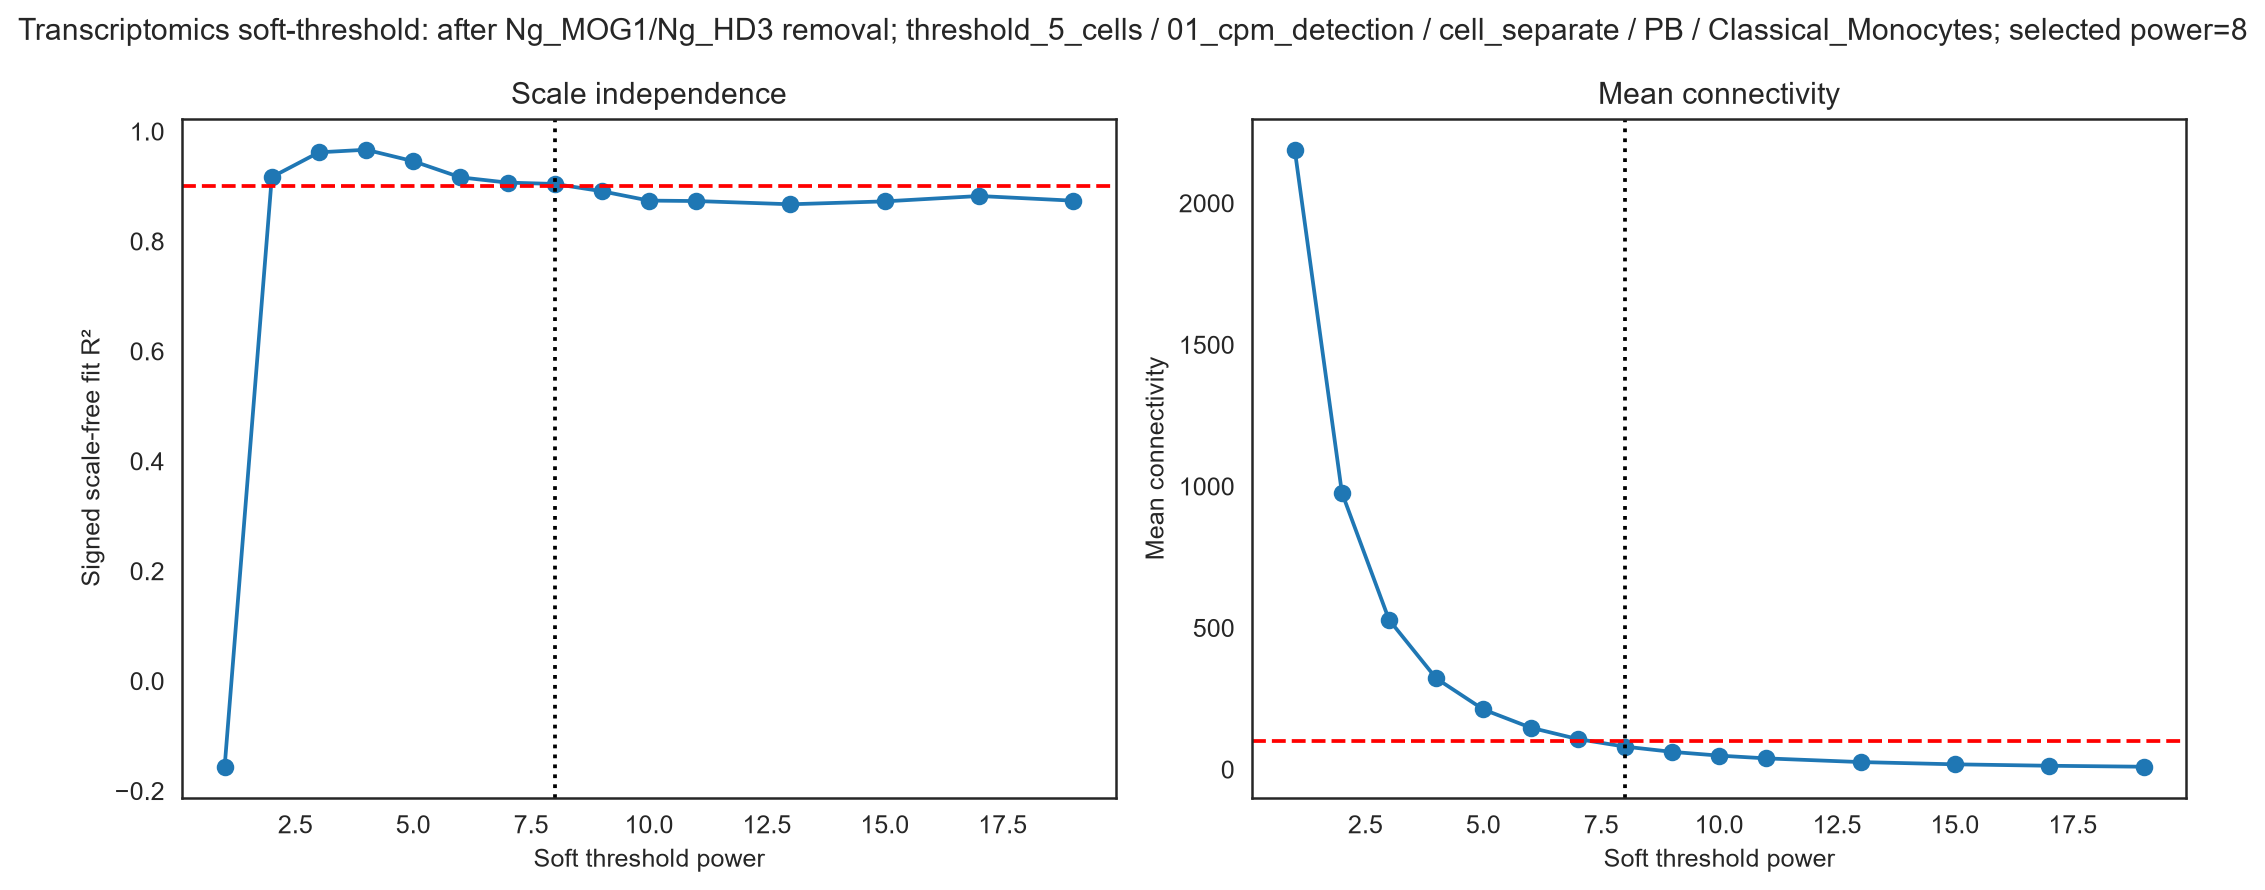 Transcriptomics soft-threshold: after Ng_MOG1/Ng_HD3 removal; threshold_5_cells / 01_cpm_detection / cell_separate / PB / Classical_Monocytes; selected power=8
Scale independence
1.0
0.8
0.6
0.4
0.2
0.0
−0.2
Signed scale-free fit R²
2.5 5.0 7.5 10.0 12.5 15.0 17.5
Soft threshold power
Mean connectivity
2000
1500
1000
500
0
Mean connectivity
2.5 5.0 7.5 10.0 12.5 15.0 17.5
Soft threshold power